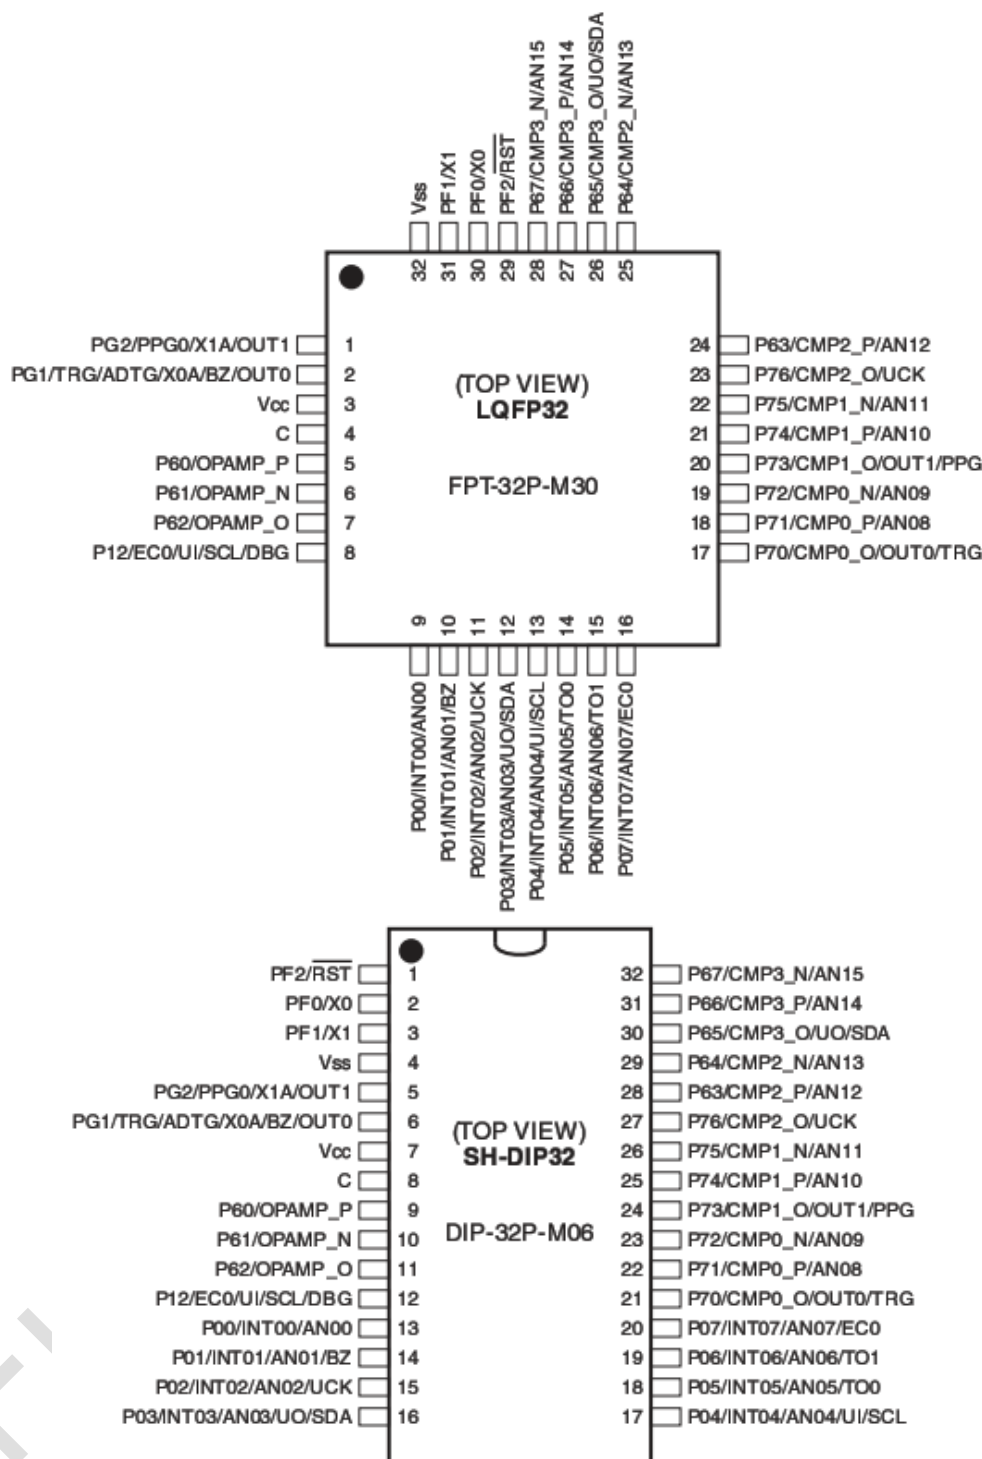 Vss
PF1/X1
PF0/X0
PF2/RST
P67/CMP3_N/AN15
P66/CMP3_P/AN14
P65/CMP3_O/UO/SDA
P64/CMP2_N/AN13
32 31 30 29 28 27 26 25
PG2/PPG0/X1A/OUT1 1 24 P63/CMP2_P/AN12
PG1/TRG/ADTG/X0A/BZ/OUT0 2 23 P76/CMP2_O/UCK
(TOP VIEW)
Vcc 3 22 P75/CMP1_N/AN11
LQFP32
C 4 21 P74/CMP1_P/AN10
P60/OPAMP_P 5 20 P73/CMP1_O/OUT1/PPG
FPT-32P-M30
P61/OPAMP_N 6 19 P72/CMP0_N/AN09
P62/OPAMP_O 7 18 P71/CMP0_P/AN08
P12/EC0/UI/SCL/DBG 8 17 P70/CMP0_O/OUT0/TRG
9 10 11 12 13 14 15 16
P00/INT00/AN00
P01/INT01/AN01/BZ
P02/INT02/AN02/UCK
P03/INT03/AN03/UO/SDA
P04/INT04/AN04/UI/SCL
P05/INT05/AN05/TO0
P06/INT06/AN06/TO1
P07/INT07/AN07/EC0
PF2/RST 1 32 P67/CMP3_N/AN15
PF0/X0 2 31 P66/CMP3_P/AN14
PF1/X1 3 30 P65/CMP3_O/UO/SDA
Vss 4 29 P64/CMP2_N/AN13
PG2/PPG0/X1A/OUT1 5 28 P63/CMP2_P/AN12
PG1/TRG/ADTG/X0A/BZ/OUT0 6 27 P76/CMP2_O/UCK
(TOP VIEW)
Vcc 7 26 P75/CMP1_N/AN11
SH-DIP32
C 8 25 P74/CMP1_P/AN10
P60/OPAMP_P 9 24 P73/CMP1_O/OUT1/PPG
DIP-32P-M06
P61/OPAMP_N 10 23 P72/CMP0_N/AN09
P62/OPAMP_O 11 22 P71/CMP0_P/AN08
P12/EC0/UI/SCL/DBG 12 21 P70/CMP0_O/OUT0/TRG
P00/INT00/AN00 13 20 P07/INT07/AN07/EC0
P01/INT01/AN01/BZ 14 19 P06/INT06/AN06/TO1
P02/INT02/AN02/UCK 15 18 P05/INT05/AN05/TO0
P03/INT03/AN03/UO/SDA 16 17 P04/INT04/AN04/UI/SCL